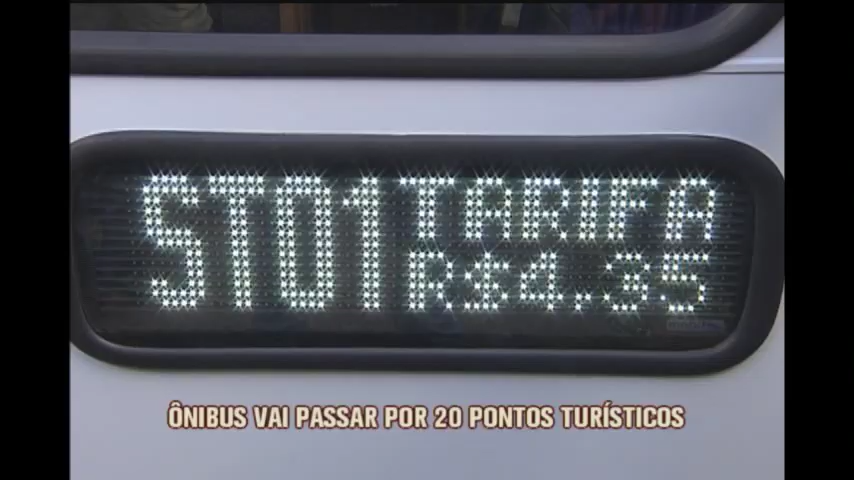 ST01 TARIFA
R$4,35
ÔNIBUS VAI PASSAR POR 20 PONTOS TURÍSTICOS